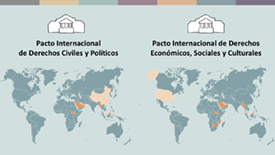 Pacto Internacional
de Derechos Civiles y Políticos
Pacto Internacional de Derechos
Económicos, Sociales y Culturales